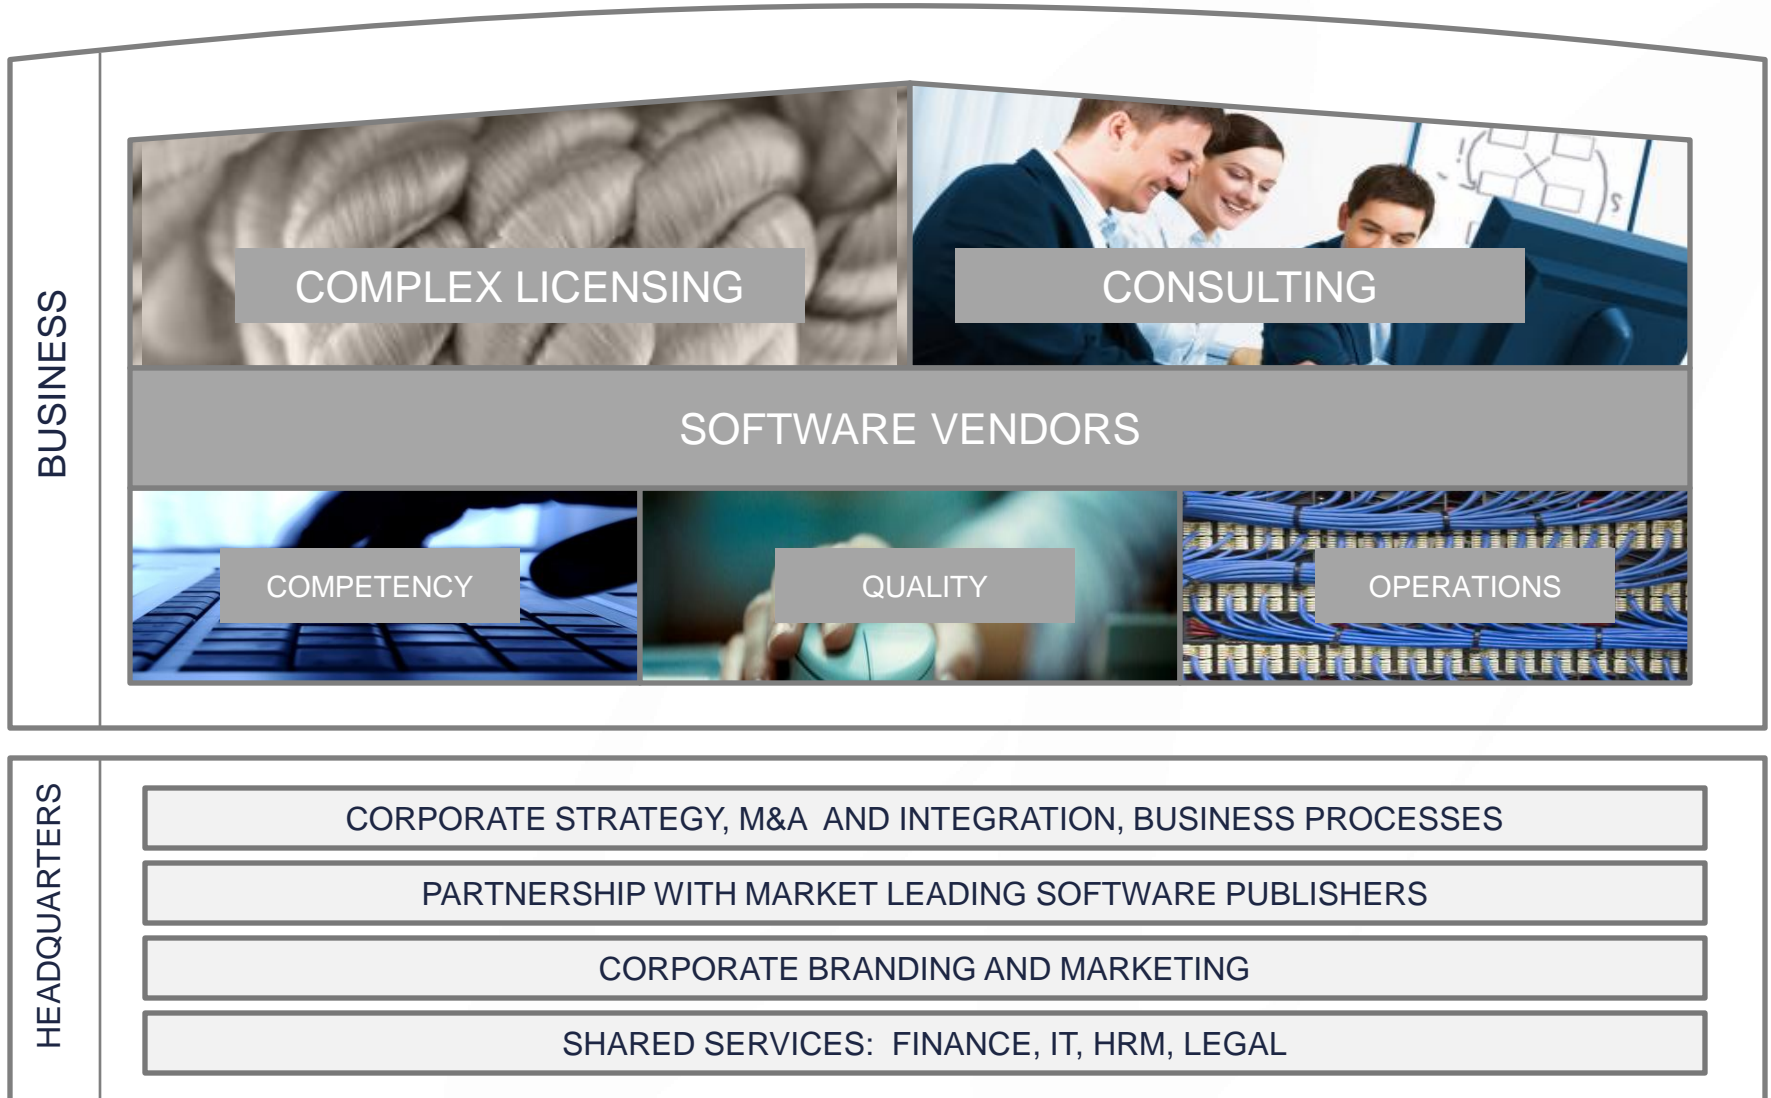 BUSINESS
COMPLEX LICENSING
CONSULTING
SOFTWARE VENDORS
COMPETENCY
QUALITY
OPERATIONS
HEADQUARTERS
CORPORATE STRATEGY, M&A AND INTEGRATION, BUSINESS PROCESSES
PARTNERSHIP WITH MARKET LEADING SOFTWARE PUBLISHERS
CORPORATE BRANDING AND MARKETING
SHARED SERVICES: FINANCE, IT, HRM, LEGAL